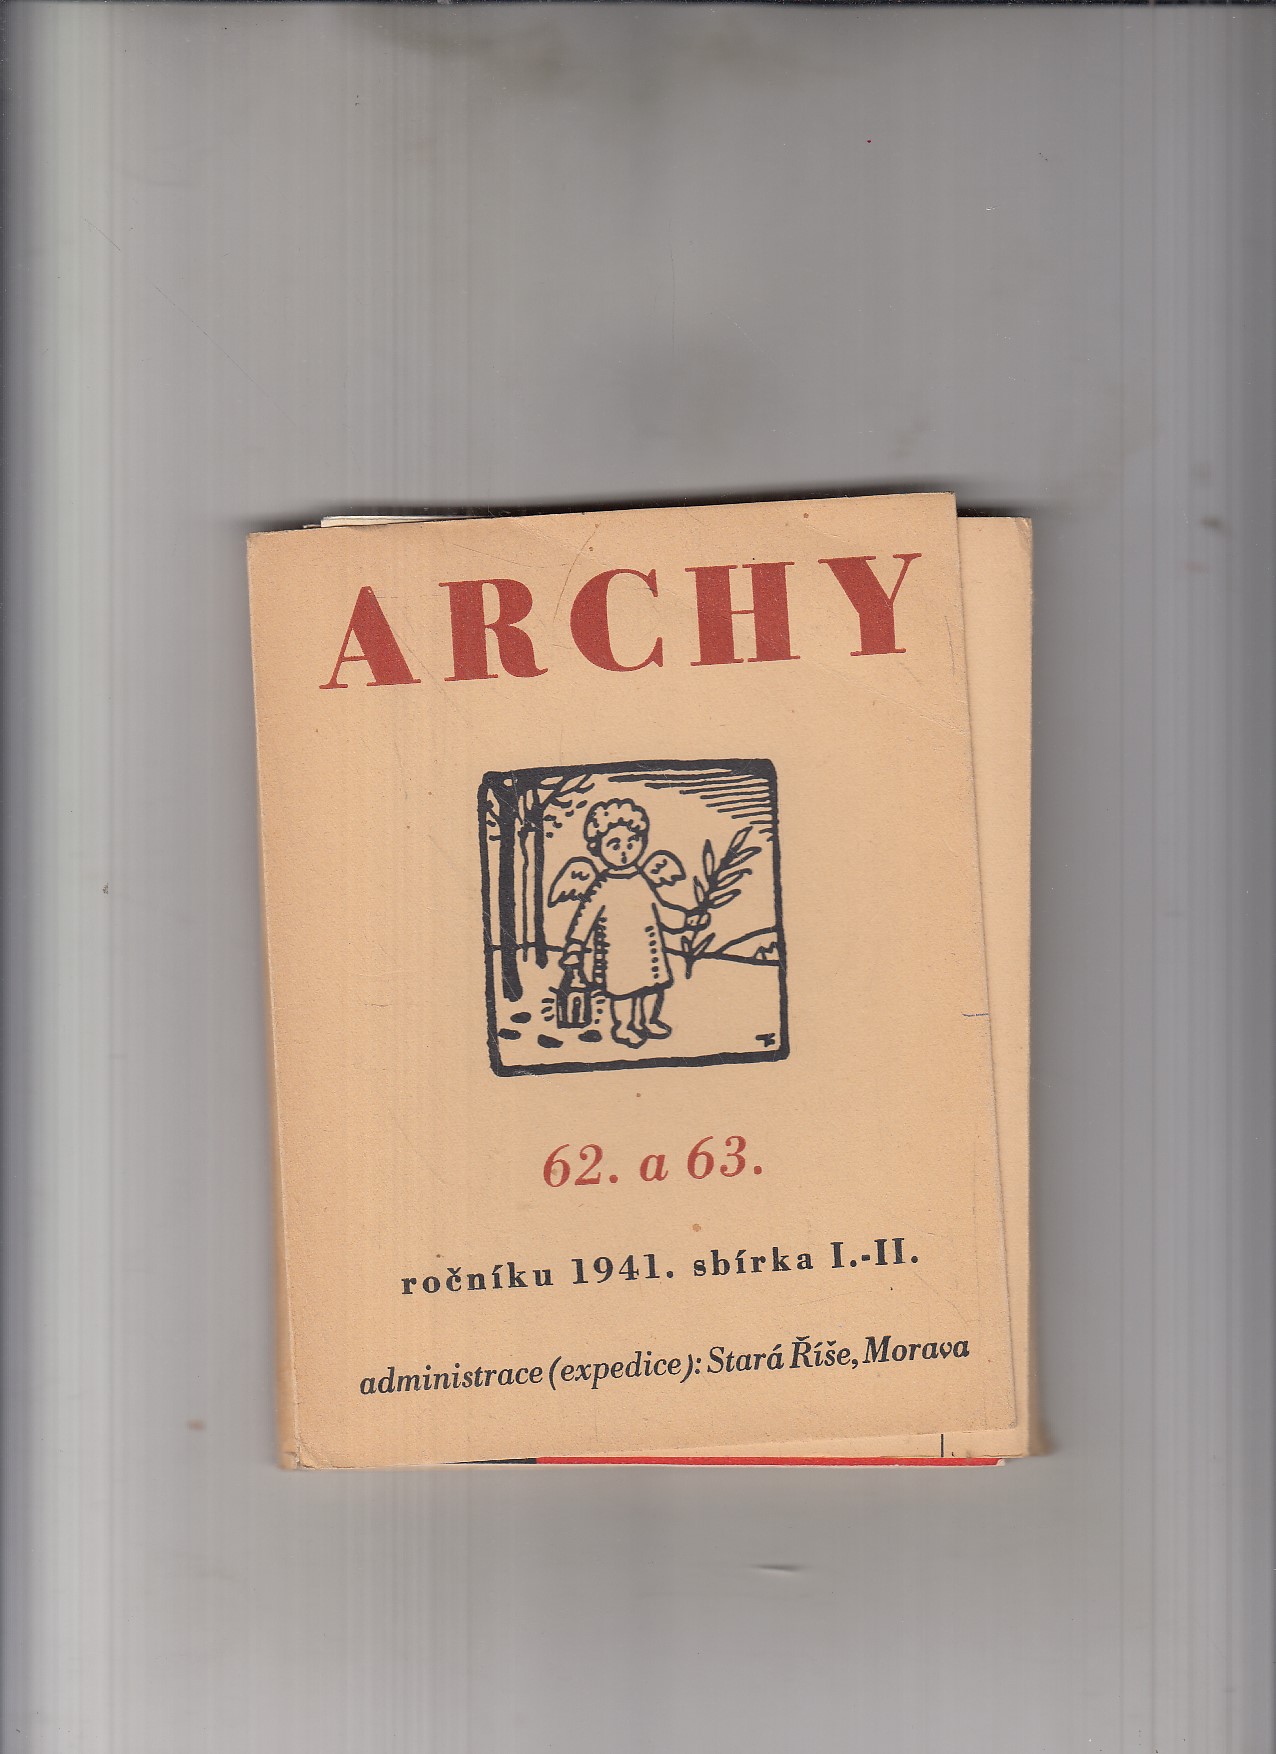 ARCHY
62. a 63.
ročníku 1941. sbírka I.-II.
administrace (expedice): Stará Říše, Morava